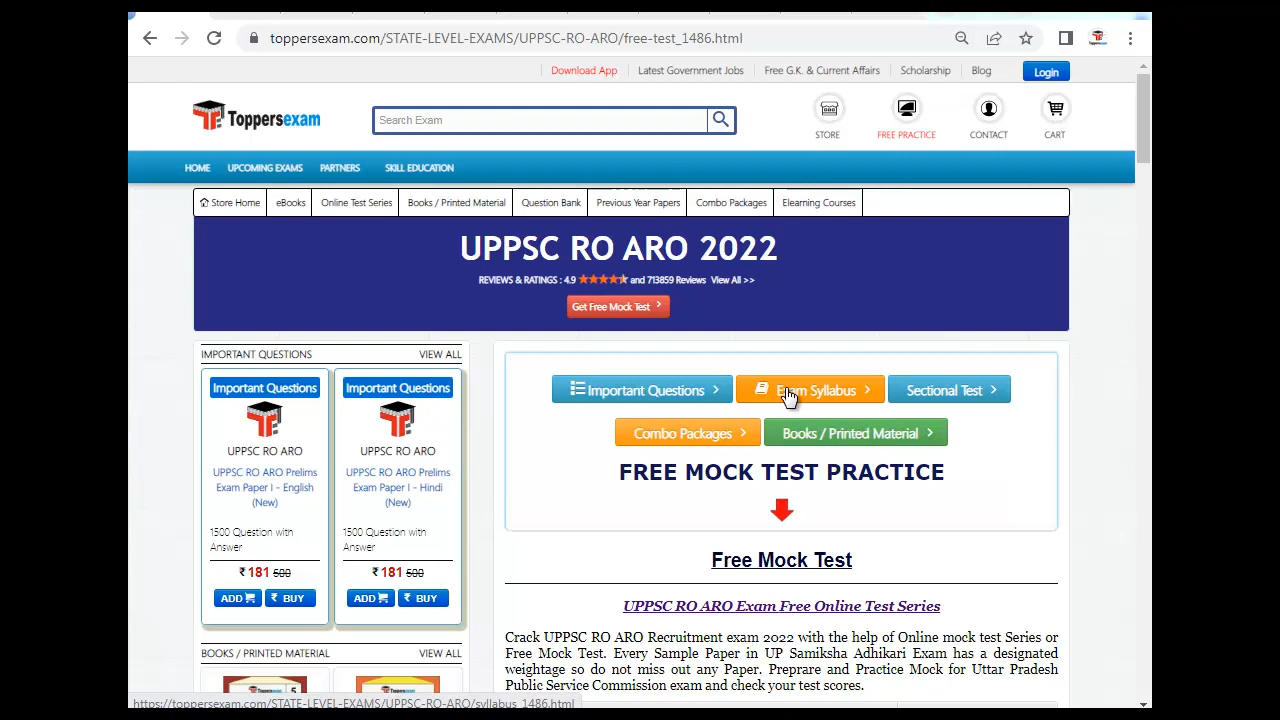 toppersexam.com/STATE-LEVEL-EXAMS/UPPSC-RO-ARO/free-test_1486.html
Download App
Latest Government Jobs
Free G.K. & Current Affairs
Scholarship
Blog
Login
Toppersexam
Search Exam
STORE
FREE PRACTICE
CONTACT
CART
HOME
UPCOMING EXAMS
PARTNERS
SKILL EDUCATION
Store Home
eBooks
Online Test Series
Books / Printed Material
Question Bank
Previous Year Papers
Combo Packages
Elearning Courses
UPPSC RO ARO 2022
REVIEWS & RATINGS : 4.9 and 713859 Reviews View All >>
Get Free Mock Test
IMPORTANT QUESTIONS
VIEW ALL
Important Questions
UPPSC RO ARO
UPPSC RO ARO Prelims
Exam Paper I - English
(New)
1500 Question with
Answer
₹ 181 500
ADD
₹ BUY
Important Questions
UPPSC RO ARO
UPPSC RO ARO Prelims
Exam Paper I - Hindi
(New)
1500 Question with
Answer
₹ 181 500
ADD
₹ BUY
BOOKS / PRINTED MATERIAL
VIEW ALL
Important Questions
Exam Syllabus
Sectional Test
Combo Packages
Books / Printed Material
FREE MOCK TEST PRACTICE
Free Mock Test
UPPSC RO ARO Exam Free Online Test Series
Crack UPPSC RO ARO Recruitment exam 2022 with the help of Online mock test Series or
Free Mock Test. Every Sample Paper in UP Samiksha Adhikari Exam has a designated
weightage so do not miss out any Paper. Preprare and Practice Mock for Uttar Pradesh
Public Service Commission exam and check your test scores.
https://toppersexam.com/STATE-LEVEL-EXAMS/UPPSC-RO-ARO/syllabus_1486.html